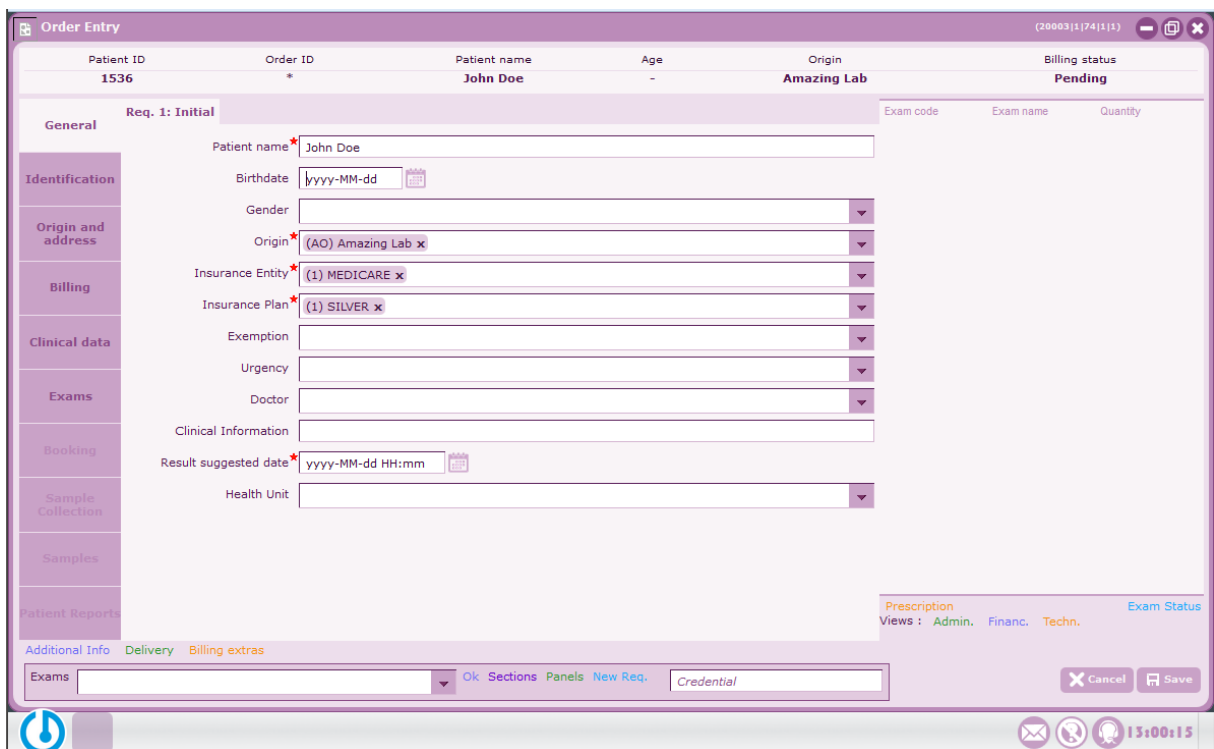 Order Entry (20003|1|74|1|1)
Patient ID Order ID Patient name Age Origin Billing status
1536 * John Doe - Amazing Lab Pending
General
Identification
Origin and
address
Billing
Clinical data
Exams
Booking
Sample
Collection
Samples
Patient Reports
Req. 1: Initial
Patient name* John Doe
Birthdate yyyy-MM-dd
Gender
Origin* (AO) Amazing Lab x
Insurance Entity* (1) MEDICARE x
Insurance Plan* (1) SILVER x
Exemption
Urgency
Doctor
Clinical Information
Result suggested date* yyyy-MM-dd HH:mm
Health Unit
Exam code Exam name Quantity
Prescription Exam Status
Views : Admin. Financ. Techn.
Additional Info Delivery Billing extras
Exams Ok Sections Panels New Req. Credential Cancel Save
13:00:15